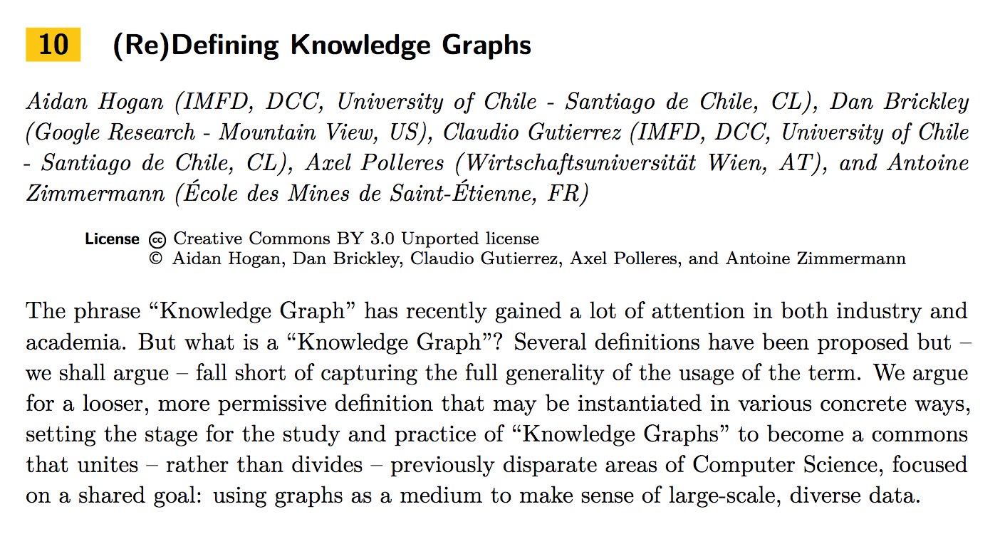 10 (Re)Defining Knowledge Graphs
Aidan Hogan (IMFD, DCC, University of Chile - Santiago de Chile, CL), Dan Brickley
(Google Research - Mountain View, US), Claudio Gutierrez (IMFD, DCC, University of Chile
- Santiago de Chile, CL), Axel Polleres (Wirtschaftsuniversität Wien, AT), and Antoine
Zimmermann (École des Mines de Saint-Étienne, FR)
License cc Creative Commons BY 3.0 Unported license
© Aidan Hogan, Dan Brickley, Claudio Gutierrez, Axel Polleres, and Antoine Zimmermann
The phrase “Knowledge Graph” has recently gained a lot of attention in both industry and
academia. But what is a “Knowledge Graph”? Several definitions have been proposed but –
we shall argue – fall short of capturing the full generality of the usage of the term. We argue
for a looser, more permissive definition that may be instantiated in various concrete ways,
setting the stage for the study and practice of “Knowledge Graphs” to become a commons
that unites – rather than divides – previously disparate areas of Computer Science, focused
on a shared goal: using graphs as a medium to make sense of large-scale, diverse data.